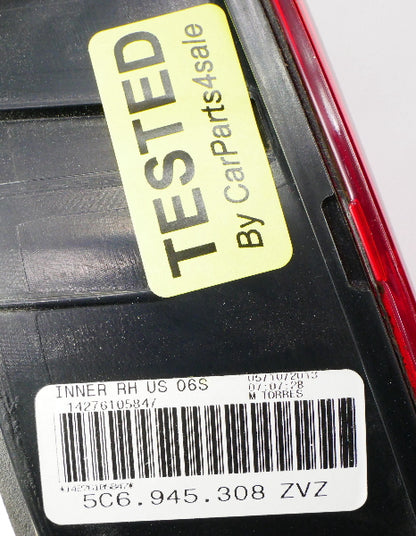 TESTED
By CarParts4sale
INNER RH US 06S
05/10/2013
07:07:28
14276105847
M TORRES
*14276105847*
5C6.945.308 ZVZ